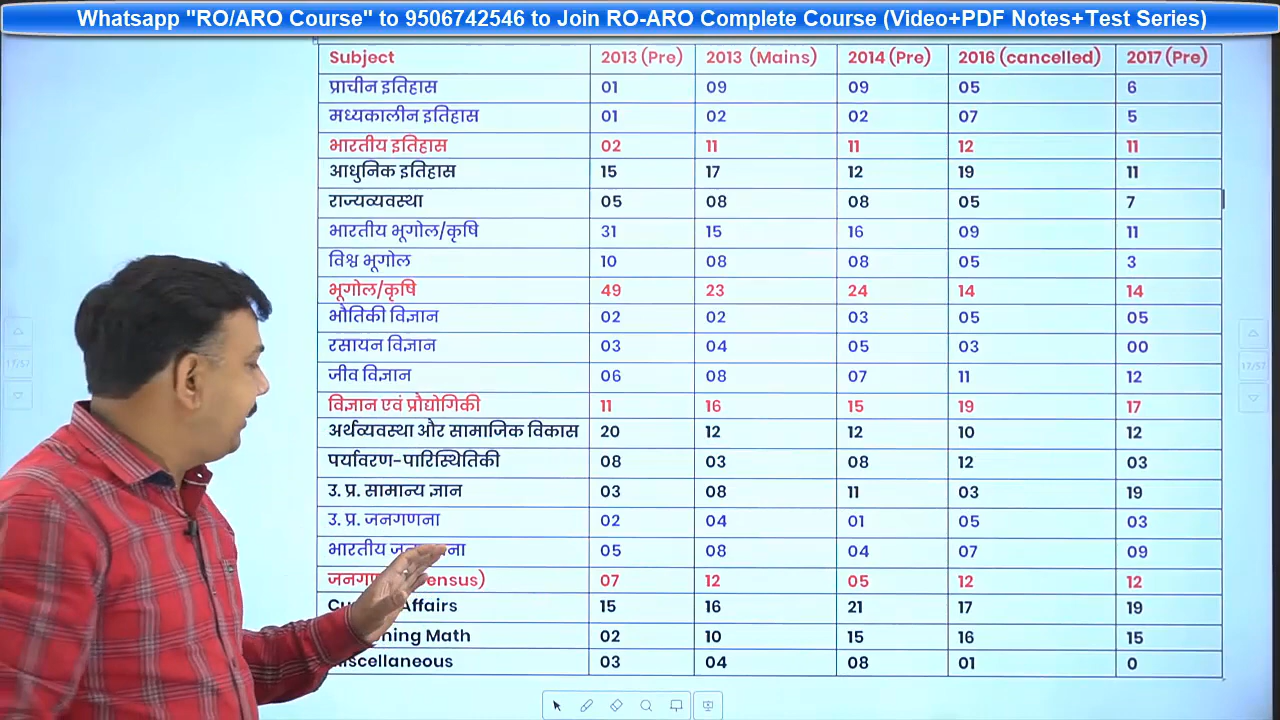 Whatsapp "RO/ARO Course" to 9506742546 to Join RO-ARO Complete Course (Video+PDF Notes+Test Series)
Subject 2013 (Pre) 2013 (Mains) 2014 (Pre) 2016 (cancelled) 2017 (Pre)
प्राचीन इतिहास 01 09 09 05 6
मध्यकालीन इतिहास 01 02 02 07 5
भारतीय इतिहास 02 11 11 12 11
आधुनिक इतिहास 15 17 12 19 11
राज्यव्यवस्था 05 08 08 05 7
भारतीय भूगोल/कृषि 31 15 16 09 11
विश्व भूगोल 10 08 08 05 3
भूगोल/कृषि 49 23 24 14 14
भौतिकी विज्ञान 02 02 03 05 05
रसायन विज्ञान 03 04 05 03 00
जीव विज्ञान 06 08 07 11 12
विज्ञान एवं प्रौद्योगिकी 11 16 15 19 17
अर्थव्यवस्था और सामाजिक विकास 20 12 12 10 12
पर्यावरण-पारिस्थितिकी 08 03 08 12 03
उ. प्र. सामान्य ज्ञान 03 08 11 03 19
उ. प्र. जनगणना 02 04 01 05 03
भारतीय 05 08 04 07 09
07 12 05 12 12
Affairs 15 16 21 17 19
Math 02 10 15 16 15
03 04 08 01 0
17/57 17/57